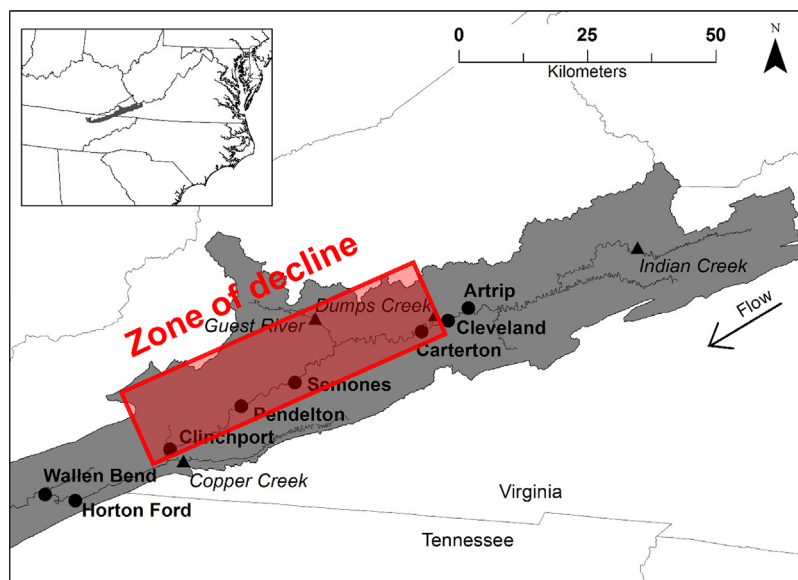 0 25 50
Kilometers
N
Zone of decline
Indian Creek
Artrip
Dumps Creek
Guest River
Cleveland
Flow
Carterton
Semones
Pendelton
Clinchport
Wallen Bend
Copper Creek
Horton Ford
Virginia
Tennessee